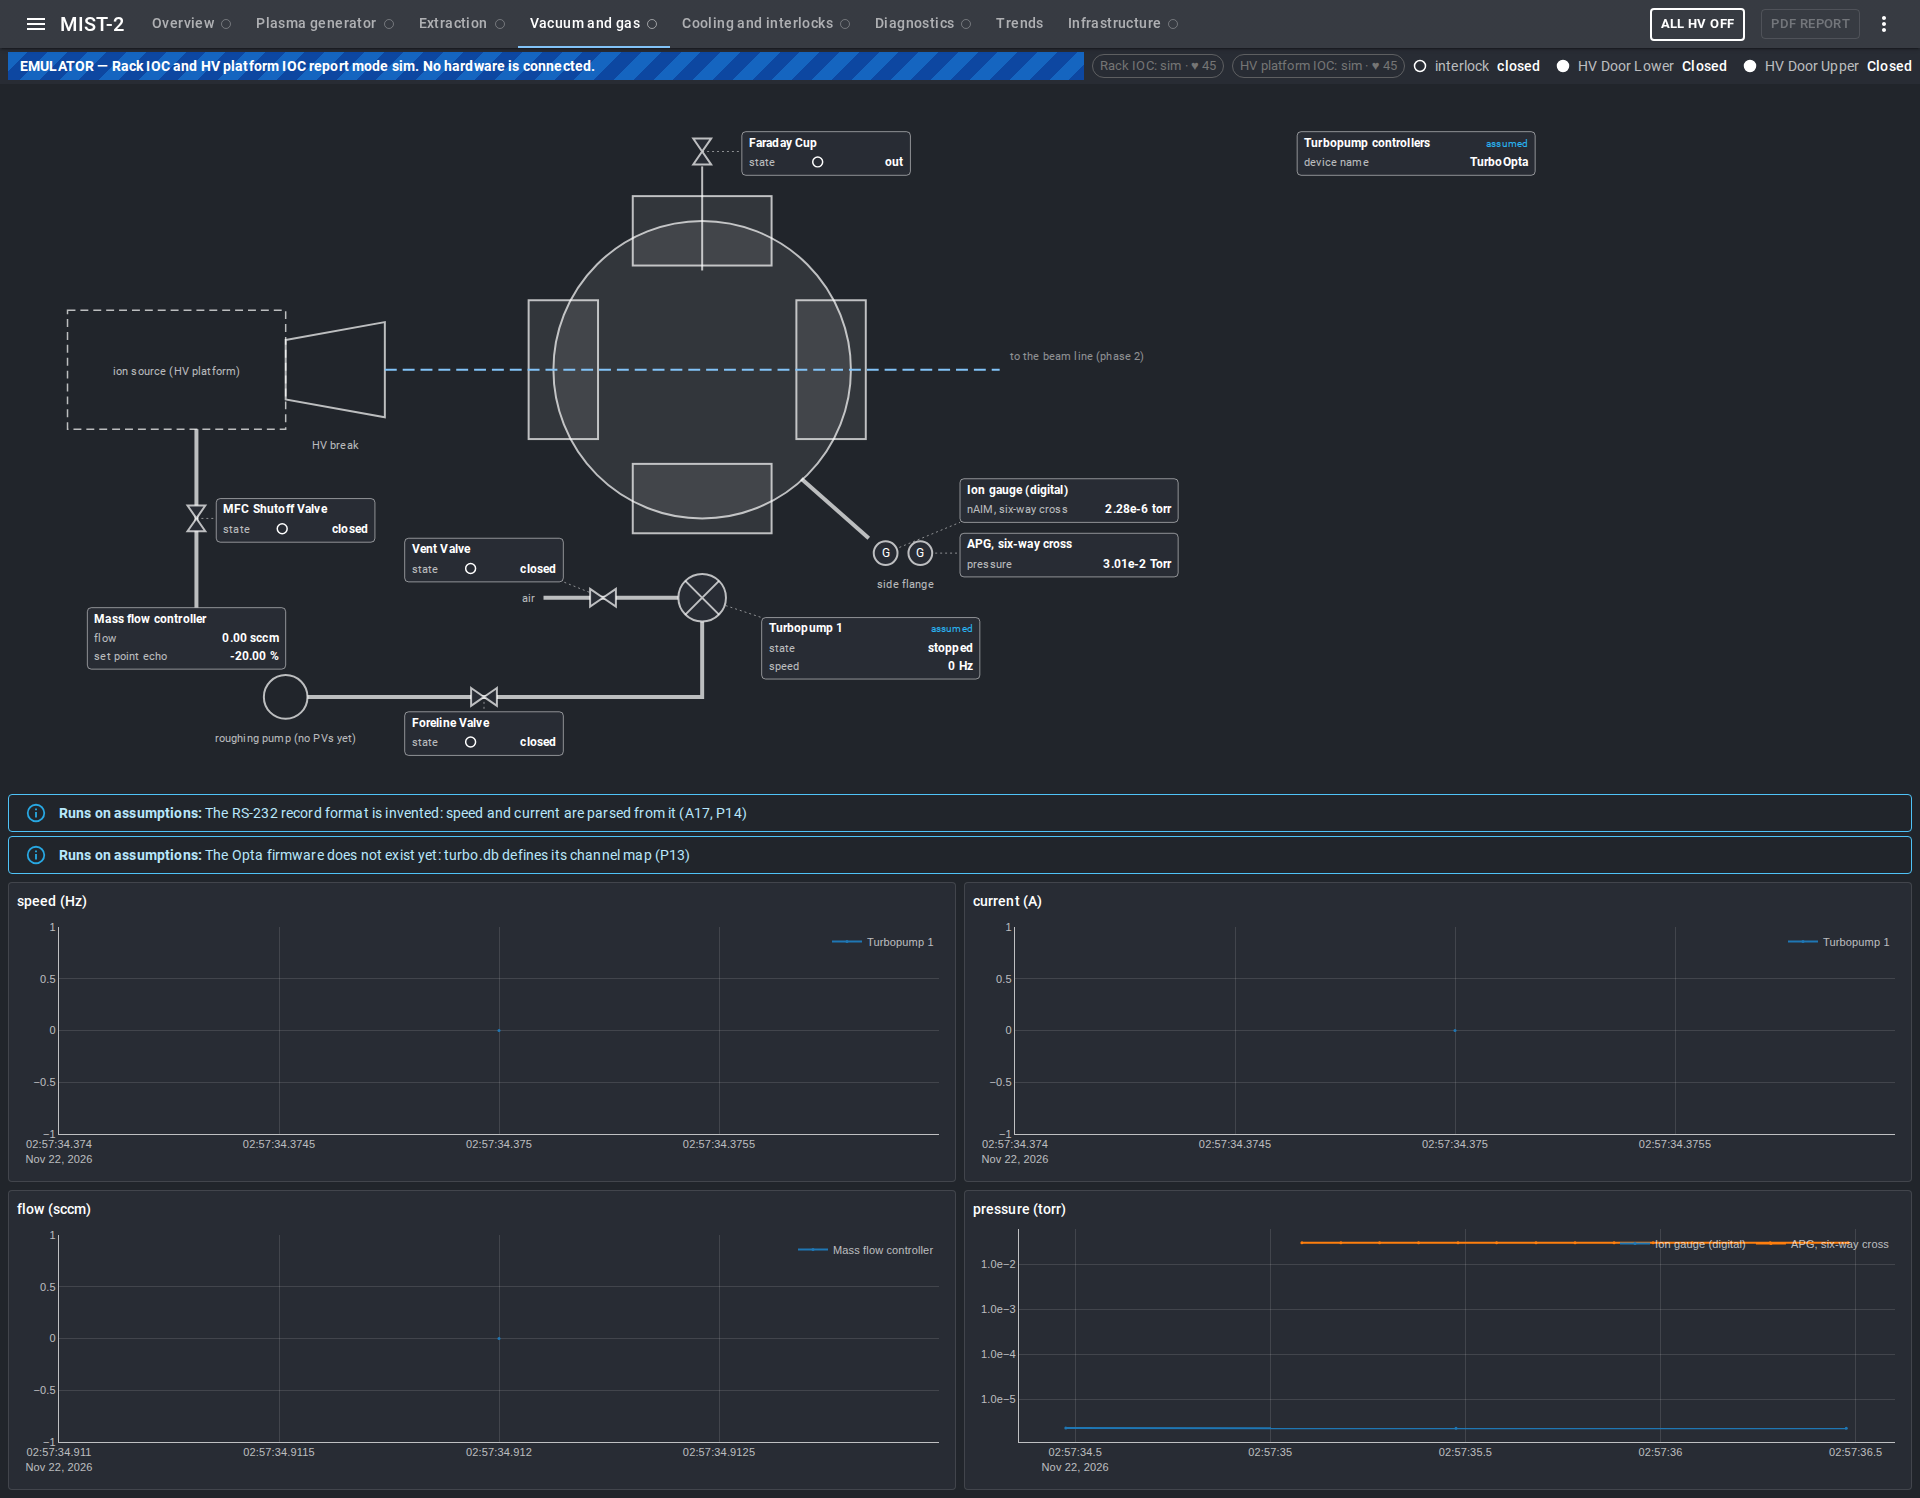 MIST-2 Overview Plasma generator Extraction Vacuum and gas Cooling and interlocks Diagnostics Trends Infrastructure ALL HV OFF PDF REPORT
EMULATOR — Rack IOC and HV platform IOC report mode sim. No hardware is connected. Rack IOC: sim · ♥ 45 HV platform IOC: sim · ♥ 45 interlock closed HV Door Lower Closed HV Door Upper Closed
Faraday Cup
state out
Turbopump controllers assumed
device name TurboOpta
ion source (HV platform)
to the beam line (phase 2)
HV break
MFC Shutoff Valve
state closed
Ion gauge (digital)
nAIM, six-way cross 2.28e-6 torr
G G
APG, six-way cross
pressure 3.01e-2 Torr
side flange
Vent Valve
state closed
air
Mass flow controller
flow 0.00 sccm
set point echo -20.00 %
Turbopump 1 assumed
state stopped
speed 0 Hz
roughing pump (no PVs yet)
Foreline Valve
state closed
Runs on assumptions: The RS-232 record format is invented: speed and current are parsed from it (A17, P14)
Runs on assumptions: The Opta firmware does not exist yet: turbo.db defines its channel map (P13)
speed (Hz)
Turbopump 1
1
0.5
0
−0.5
−1
02:57:34.374 02:57:34.3745 02:57:34.375 02:57:34.3755
Nov 22, 2026
current (A)
Turbopump 1
1
0.5
0
−0.5
−1
02:57:34.374 02:57:34.3745 02:57:34.375 02:57:34.3755
Nov 22, 2026
flow (sccm)
Mass flow controller
1
0.5
0
−0.5
−1
02:57:34.911 02:57:34.9115 02:57:34.912 02:57:34.9125
Nov 22, 2026
pressure (torr)
Ion gauge (digital) APG, six-way cross
1.0e−2
1.0e−3
1.0e−4
1.0e−5
02:57:34.5 02:57:35 02:57:35.5 02:57:36 02:57:36.5
Nov 22, 2026